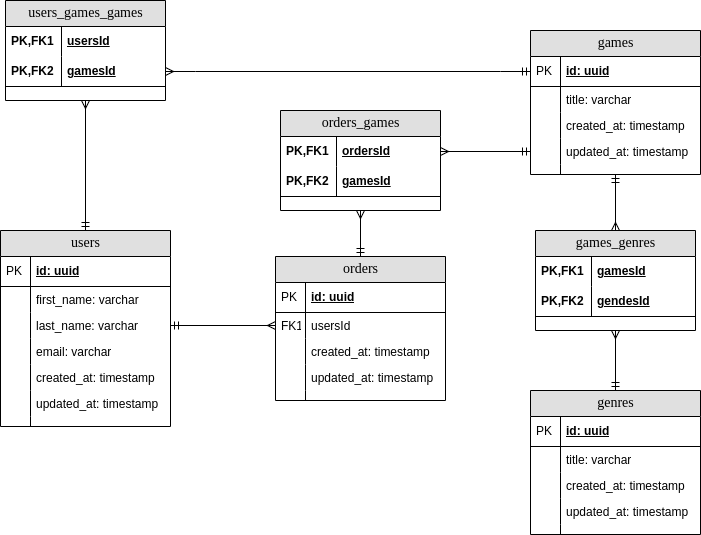 users_games_games
PK,FK1 usersId
PK,FK2 gamesId
games
PK id: uuid
title: varchar
created_at: timestamp
updated_at: timestamp
orders_games
PK,FK1 ordersId
PK,FK2 gamesId
users
PK id: uuid
first_name: varchar
last_name: varchar
email: varchar
created_at: timestamp
updated_at: timestamp
orders
PK id: uuid
FK1 usersId
created_at: timestamp
updated_at: timestamp
games_genres
PK,FK1 gamesId
PK,FK2 gendesId
genres
PK id: uuid
title: varchar
created_at: timestamp
updated_at: timestamp